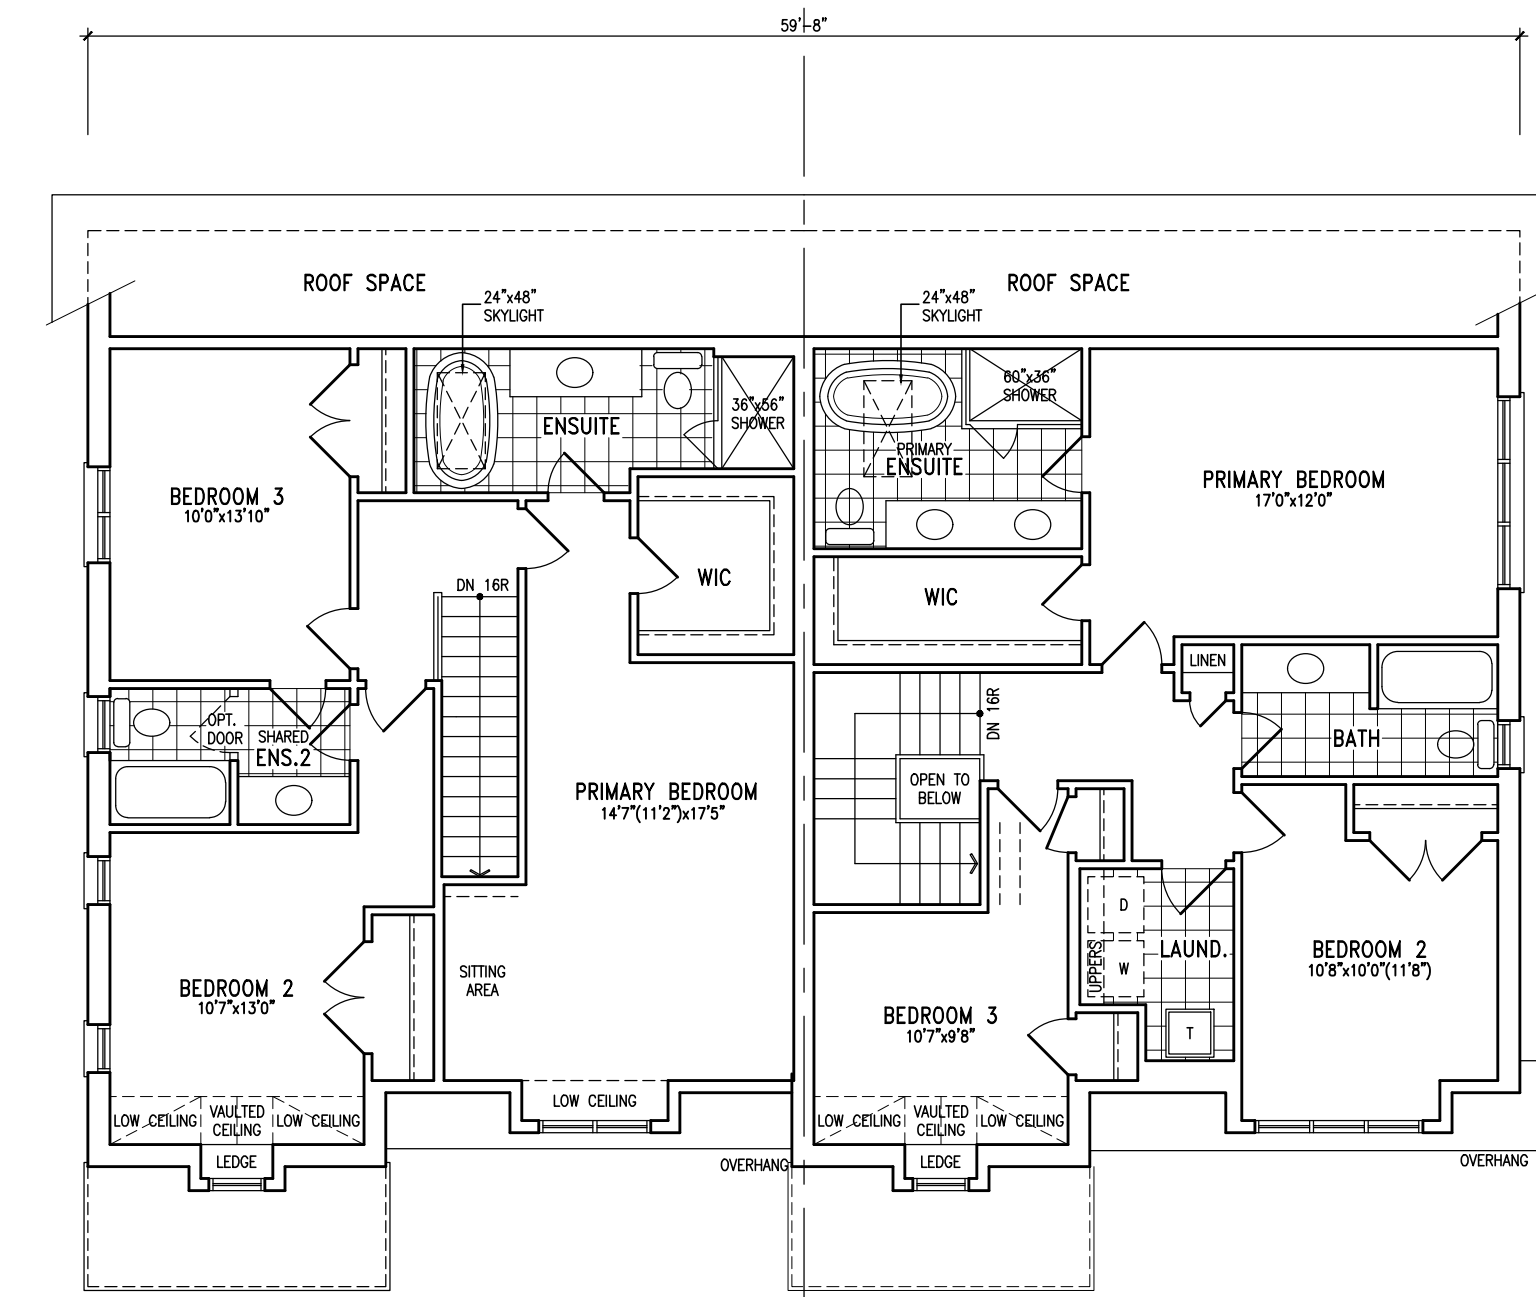 59'-8"
ROOF SPACE
ROOF SPACE
24"x48"
SKYLIGHT
24"x48"
SKYLIGHT
60"x36"
SHOWER
36"x56"
SHOWER
ENSUITE
PRIMARY
ENSUITE
BEDROOM 3
10'0"x13'10"
PRIMARY BEDROOM
17'0"x12'0"
WIC
WIC
DN 16R
LINEN
DN 16R
OPT.
DOOR
SHARED
ENS.2
BATH
OPEN TO
BELOW
PRIMARY BEDROOM
14'7"(11'2")x17'5"
D
W
UPPERS
LAUND.
T
BEDROOM 2
10'8"x10'0"(11'8")
SITTING
AREA
BEDROOM 2
10'7"x13'0"
BEDROOM 3
10'7"x9'8"
LOW CEILING
LOW CEILING
VAULTED
CEILING
LOW CEILING
LOW CEILING
VAULTED
CEILING
LOW CEILING
LEDGE
LEDGE
OVERHANG
OVERHANG